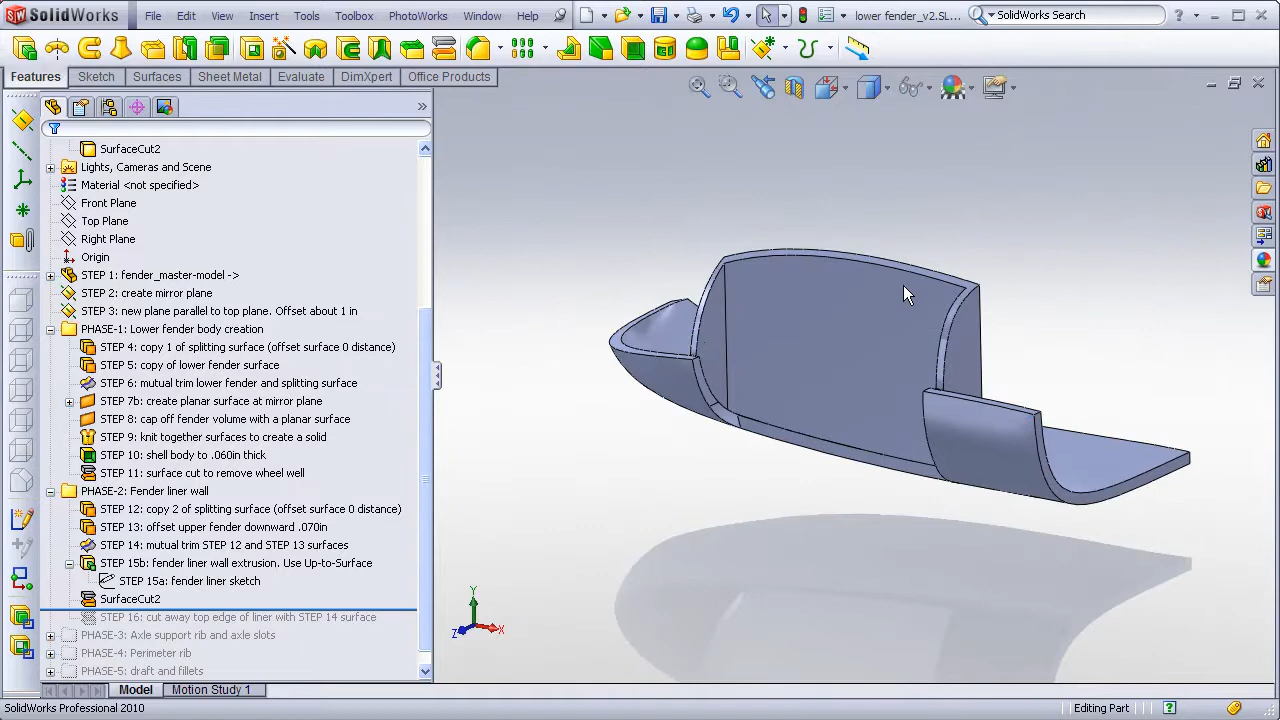 SolidWorks File Edit View Insert Tools Toolbox PhotoWorks Window Help lower fender_v2.SL... SolidWorks Search
Features Sketch Surfaces Sheet Metal Evaluate DimXpert Office Products
SurfaceCut2
Lights, Cameras and Scene
Material <not specified>
Front Plane
Top Plane
Right Plane
Origin
STEP 1: fender_master-model ->
STEP 2: create mirror plane
STEP 3: new plane parallel to top plane. Offset about 1 in
PHASE-1: Lower fender body creation
STEP 4: copy 1 of splitting surface (offset surface 0 distance)
STEP 5: copy of lower fender surface
STEP 6: mutual trim lower fender and splitting surface
STEP 7b: create planar surface at mirror plane
STEP 8: cap off fender volume with a planar surface
STEP 9: knit together surfaces to create a solid
STEP 10: shell body to .060in thick
STEP 11: surface cut to remove wheel well
PHASE-2: Fender liner wall
STEP 12: copy 2 of splitting surface (offset surface 0 distance)
STEP 13: offset upper fender downward .070in
STEP 14: mutual trim STEP 12 and STEP 13 surfaces
STEP 15b: fender liner wall extrusion. Use Up-to-Surface
STEP 15a: fender liner sketch
SurfaceCut2
STEP 16: cut away top edge of liner with STEP 14 surface
PHASE-3: Axle support rib and axle slots
PHASE-4: Perimeter rib
PHASE-5: draft and fillets
Y
Z X
Model Motion Study 1
SolidWorks Professional 2010 Editing Part